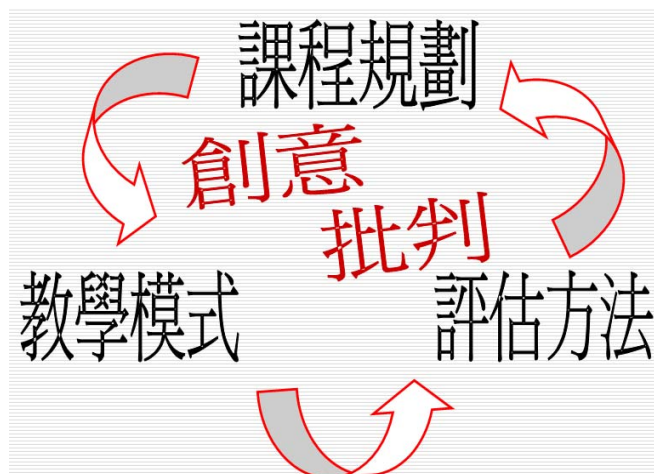 課程規劃
創意
批判
教學模式
評估方法